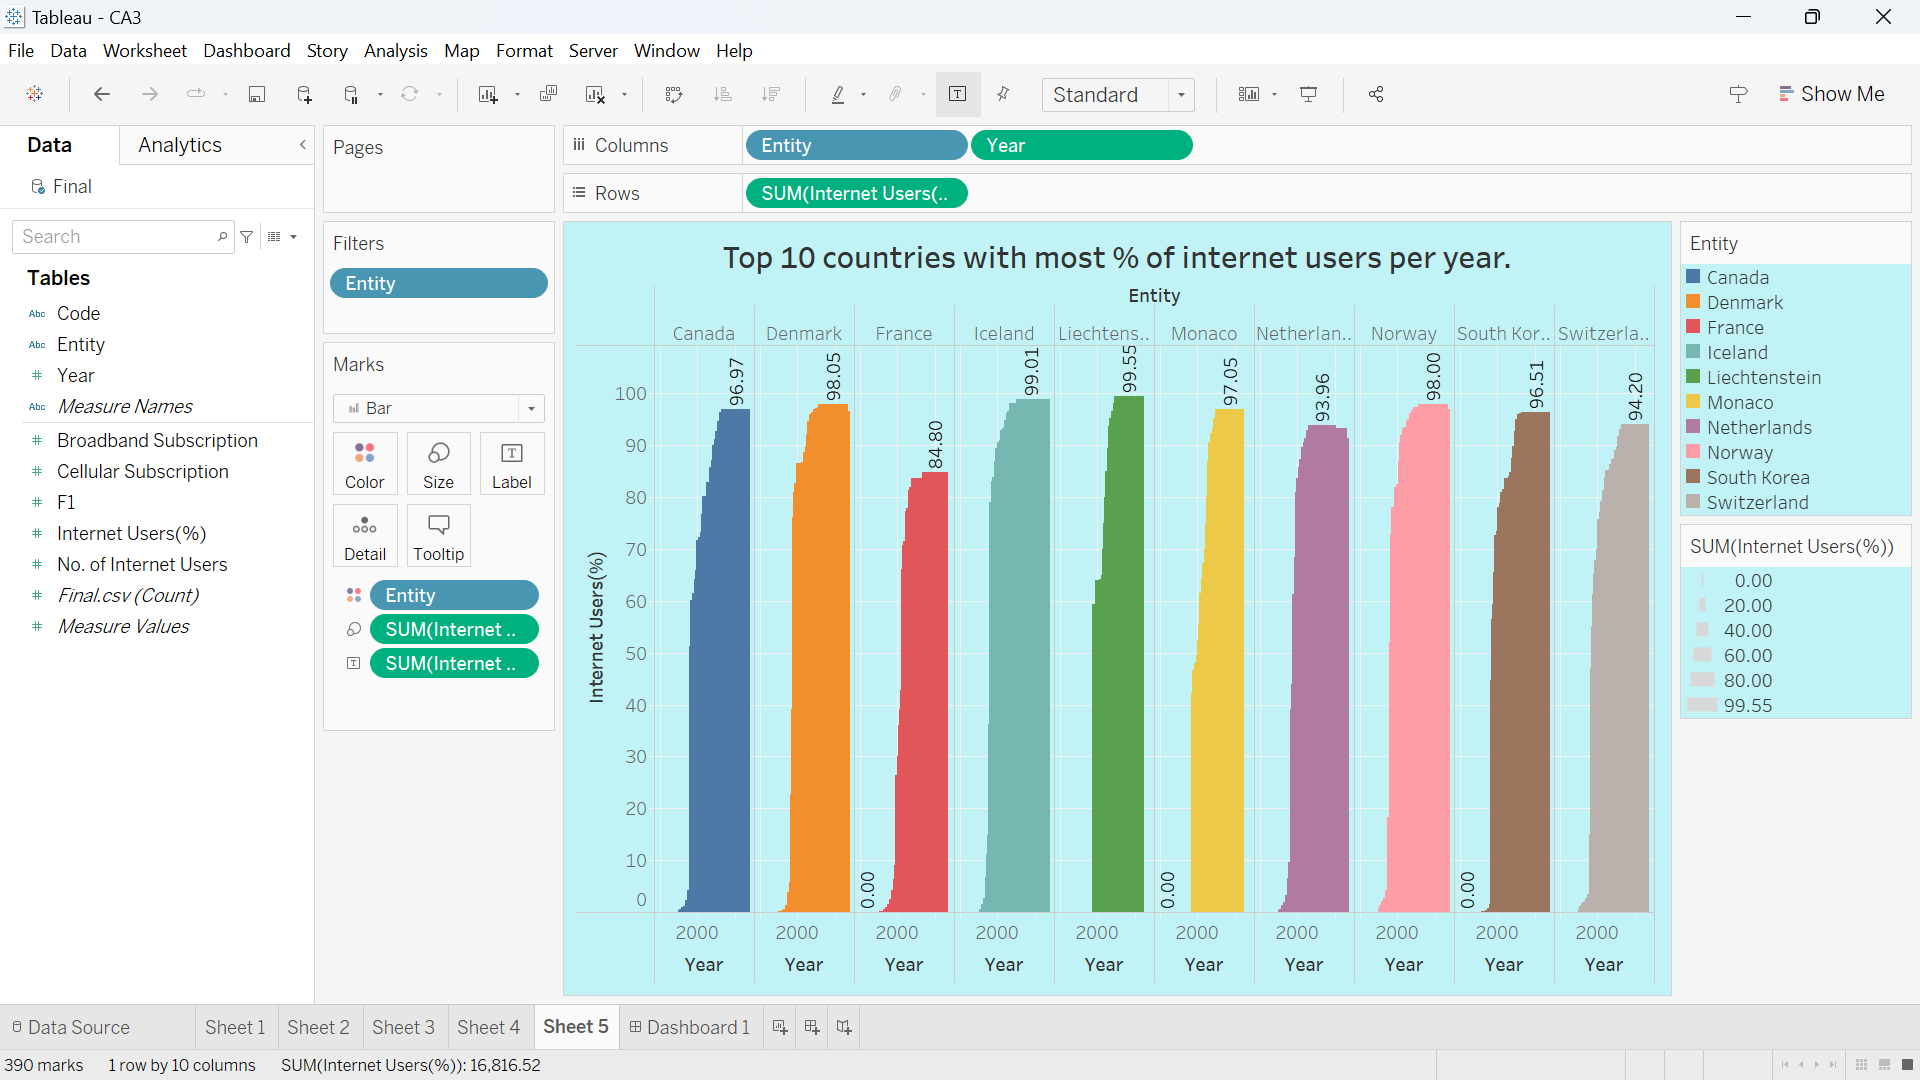 Tableau - CA3
File Data Worksheet Dashboard Story Analysis Map Format Server Window Help
Standard
Show Me
Data Analytics
Final
Search
Tables
Abc Code
Abc Entity
# Year
Abc Measure Names
# Broadband Subscription
# Cellular Subscription
# F1
# Internet Users(%)
# No. of Internet Users
# Final.csv (Count)
# Measure Values
Pages
Filters
Entity
Marks
Bar
Color Size Label
Detail Tooltip
Entity
SUM(Internet ..
SUM(Internet ..
Columns Entity Year
Rows SUM(Internet Users(..
Top 10 countries with most % of internet users per year.
Entity
Canada Denmark France Iceland Liechtens.. Monaco Netherlan.. Norway South Kor.. Switzerla..
96.97 98.05 0.00 84.80 99.01 99.55 0.00 97.05 93.96 98.00 0.00 96.51 94.20
Internet Users(%)
100
90
80
70
60
50
40
30
20
10
0
2000 2000 2000 2000 2000 2000 2000 2000 2000 2000
Year Year Year Year Year Year Year Year Year Year
Entity
Canada
Denmark
France
Iceland
Liechtenstein
Monaco
Netherlands
Norway
South Korea
Switzerland
SUM(Internet Users(%))
0.00
20.00
40.00
60.00
80.00
99.55
Data Source Sheet 1 Sheet 2 Sheet 3 Sheet 4 Sheet 5 Dashboard 1
390 marks 1 row by 10 columns SUM(Internet Users(%)): 16,816.52